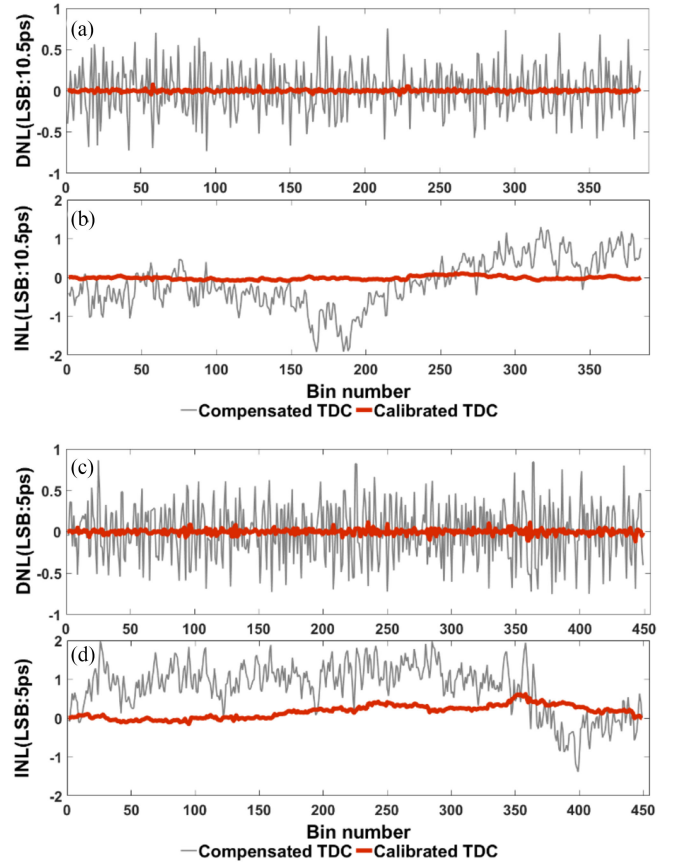 (a)
DNL(LSB:10.5ps)
1
0.5
0
-0.5
-1
0 50 100 150 200 250 300 350
(b)
INL(LSB:10.5ps)
2
1
0
-1
-2
0 50 100 150 200 250 300 350
Bin number
Compensated TDC Calibrated TDC
(c)
DNL(LSB:5ps)
1
0.5
0
-0.5
-1
0 50 100 150 200 250 300 350 400 450
(d)
INL(LSB:5ps)
2
1
0
-1
2
0 50 100 150 200 250 300 350 400 450
Bin number
Compensated TDC Calibrated TDC